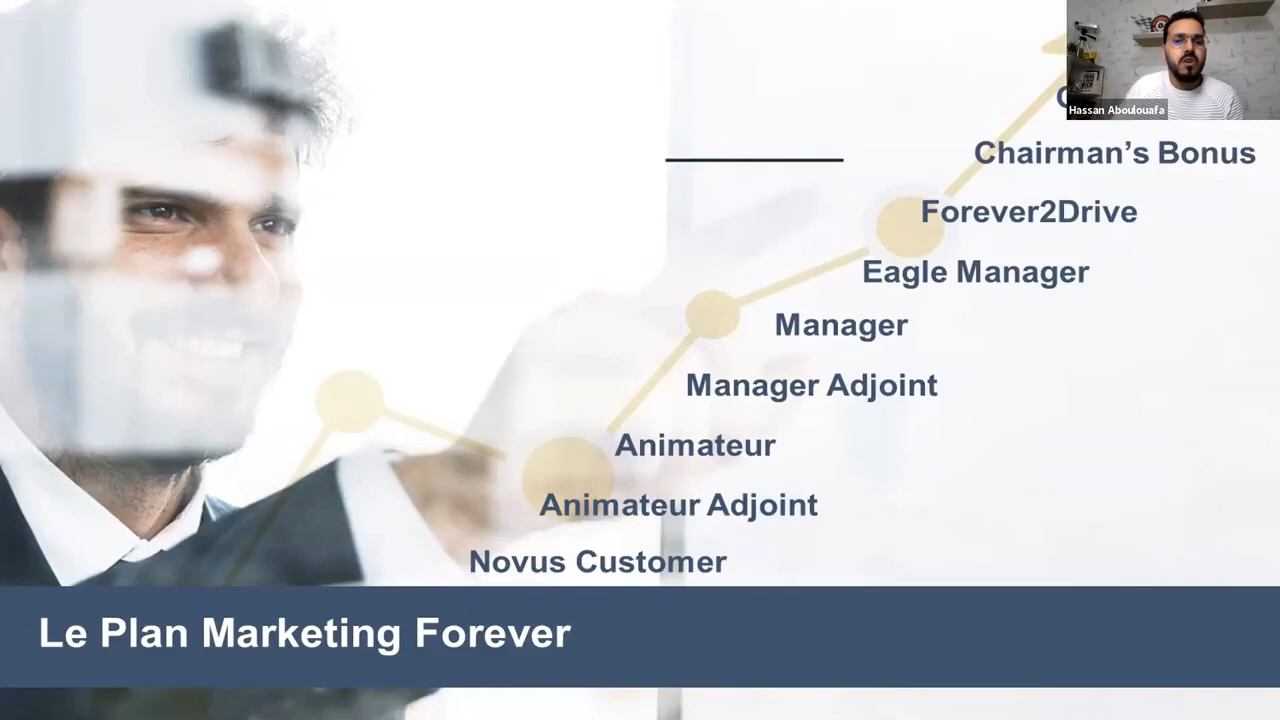 Hassan Aboulouafa
Chairman's Bonus
Forever2Drive
Eagle Manager
Manager
Manager Adjoint
Animateur
Animateur Adjoint
Novus Customer
Le Plan Marketing Forever